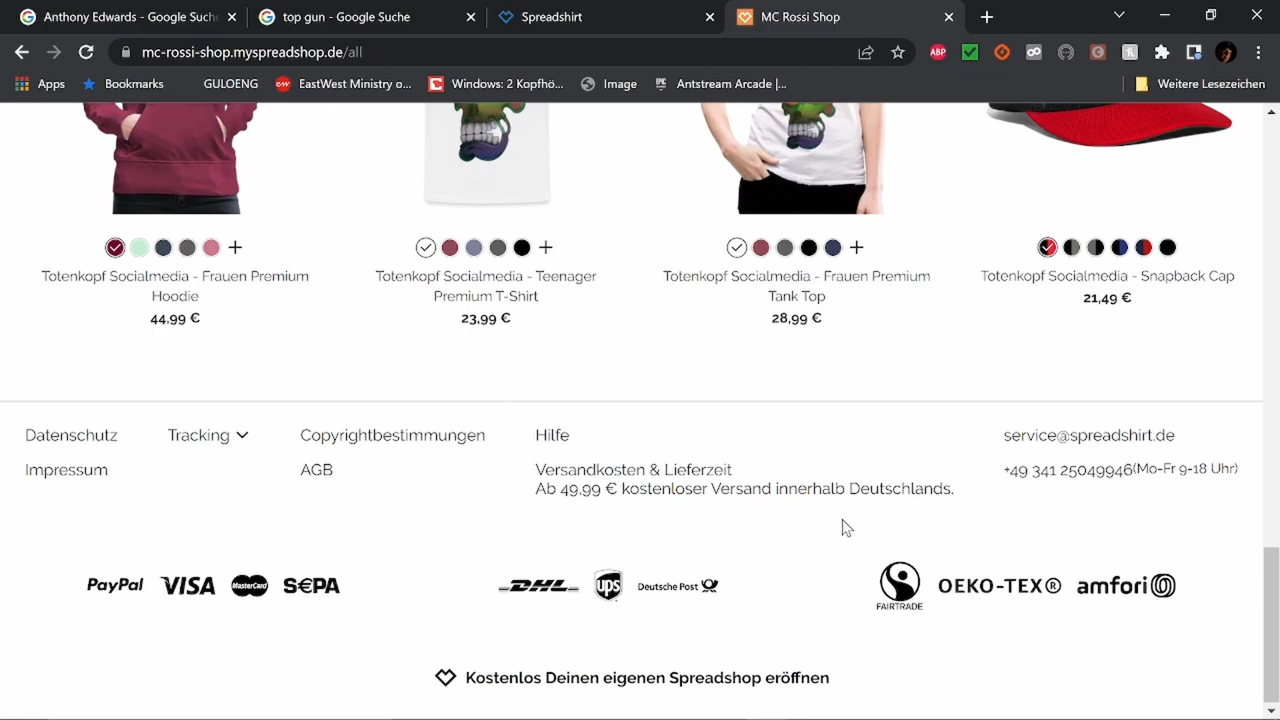 Anthony Edwards - Google Suche
top gun - Google Suche
Spreadshirt
MC Rossi Shop
mc-rossi-shop.myspreadshop.de/all
ABP
Apps
Bookmarks
GULOENG
EastWest Ministry o...
Windows: 2 Kopfhö...
Image
Antstream Arcade |...
Weitere Lesezeichen
Totenkopf Socialmedia - Frauen Premium
Hoodie
44,99 €
Totenkopf Socialmedia - Teenager
Premium T-Shirt
23,99 €
Totenkopf Socialmedia - Frauen Premium
Tank Top
28,99 €
Totenkopf Socialmedia - Snapback Cap
21,49 €
Datenschutz
Tracking
Copyrightbestimmungen
Hilfe
service@spreadshirt.de
Impressum
AGB
Versandkosten & Lieferzeit
Ab 49.99 € kostenloser Versand innerhalb Deutschlands.
+49 341 25049946(Mo-Fr 9-18 Uhr)
PayPal
VISA
MasterCard
S€PA
DHL
ups
Deutsche Post
FAIRTRADE
OEKO-TEX®
amfori
Kostenlos Deinen eigenen Spreadshop eröffnen